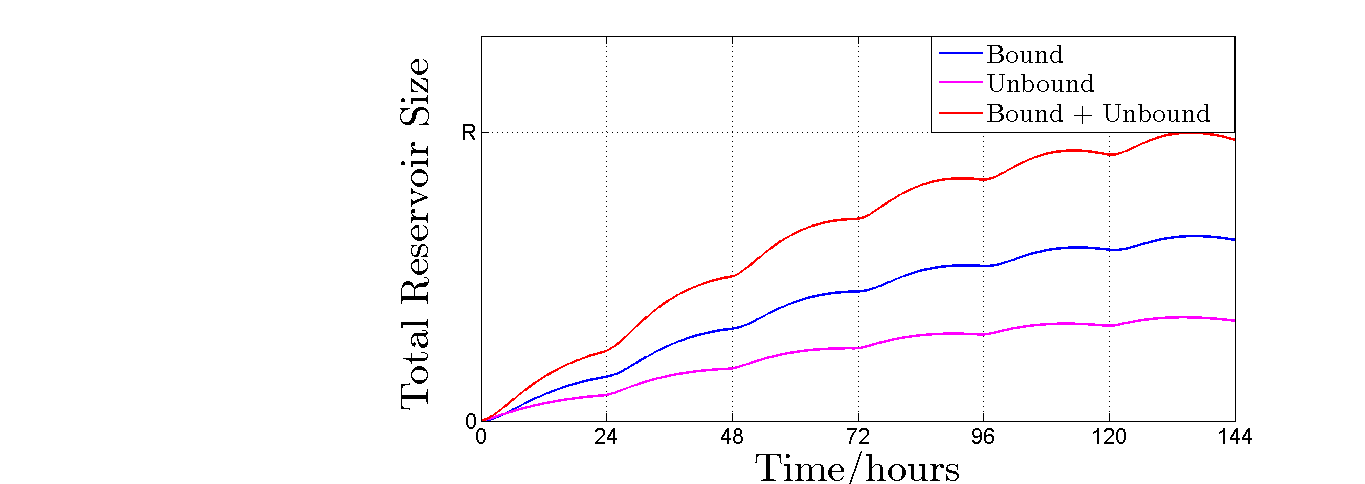 Total Reservoir Size
R
0
Bound
Unbound
Bound + Unbound
0 24 48 72 96 120 144
Time/hours